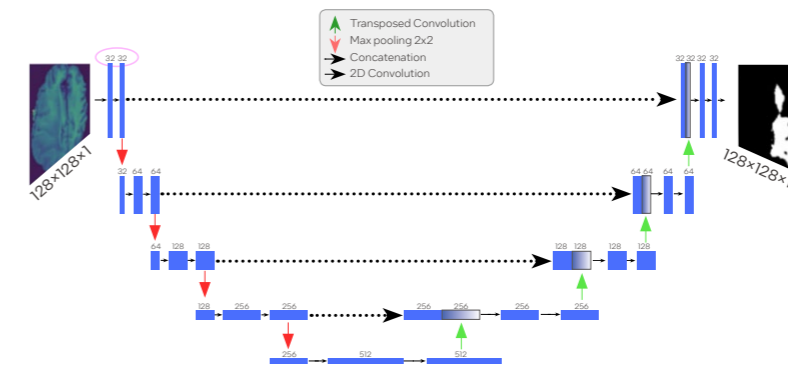 Transposed Convolution
Max pooling 2x2
Concatenation
2D Convolution
32 32
32 32
32 32
128×128×1
128×128×
32 64 64
64 64
64 64
64 128 128
128 128
128 128
128 256 256
256 256
256 256
256 512 512